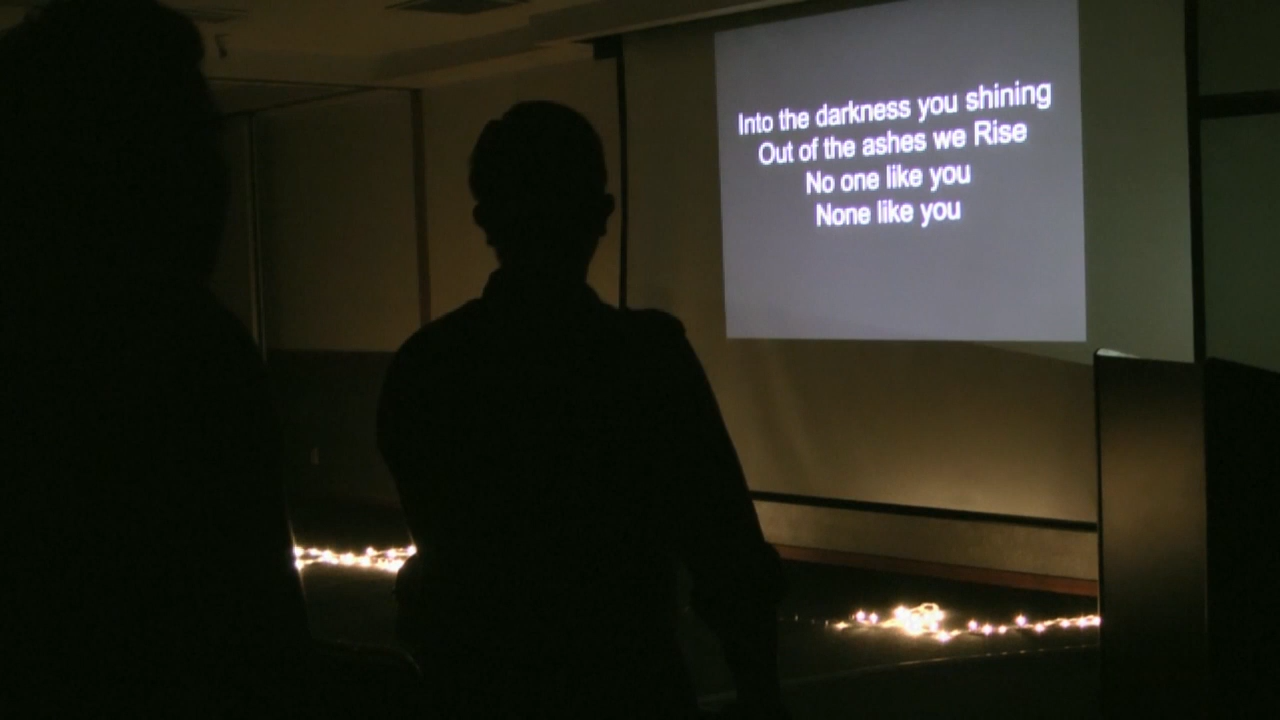 Into the darkness you shining
Out of the ashes we Rise
No one like you
None like you